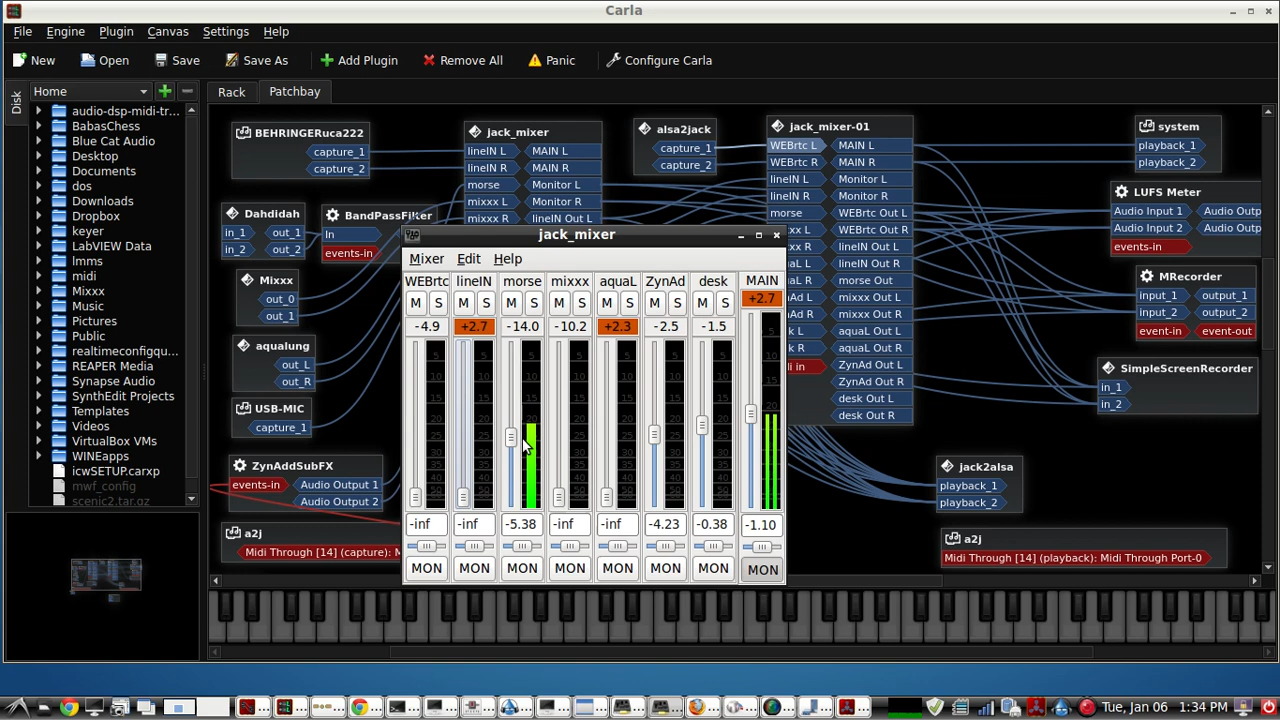 Carla
File Engine Plugin Canvas Settings Help
New Open Save Save As Add Plugin Remove All Panic Configure Carla
Disk
Home
Rack Patchbay
audio-dsp-midi-tr...
BabasChess
Blue Cat Audio
Desktop
Documents
dos
Downloads
Dropbox
keyer
LabVIEW Data
lmms
midi
Mixxx
Music
Pictures
Public
realtimeconfigqu...
REAPER Media
Synapse Audio
SynthEdit Projects
Templates
Videos
VirtualBox VMs
WINEapps
icwSETUP.carxp
mwf_config
scenic2.tar.gz
BEHRINGERuca222
capture_1
capture_2
Dahdidah
in_1 out_1
in_2 out_2
BandPassFilter
In
events-in
Mixxx
out_0
out_1
aqualung
out_L
out_R
USB-MIC
capture_1
ZynAddSubFX
events-in Audio Output 1
Audio Output 2
a2j
Midi Through [14] (capture): M
jack_mixer
lineIN L MAIN L
lineIN R MAIN R
morse Monitor L
mixxx L Monitor R
mixxx R lineIN Out L
alsa2jack
capture_1
capture_2
jack_mixer-01
WEBrtc L MAIN L
WEBrtc R MAIN R
lineIN L Monitor L
lineIN R Monitor R
morse WEBrtc Out L
xx L WEBrtc Out R
lineIN Out L
lineIN Out R
morse Out
mixxx Out L
mixxx Out R
aquaL Out L
aquaL Out R
ZynAd Out L
ZynAd Out R
desk Out L
desk Out R
system
playback_1
playback_2
LUFS Meter
Audio Input 1 Audio Outp
Audio Input 2 Audio Outp
events-in
MRecorder
input_1 output_1
input_2 output_2
event-in event-out
SimpleScreenRecorder
in_1
in_2
jack2alsa
playback_1
playback_2
a2j
Midi Through [14] (playback): Midi Through Port-0
jack_mixer
Mixer Edit Help
WEBrtc lineIN morse mixxx aquaL ZynAd desk MAIN
M S M S M S M S M S M S M S
-4.9 +2.7 -14.0 -10.2 +2.3 -2.5 -1.5 +2.7
-inf -inf -5.38 -inf -inf -4.23 -0.38 -1.10
MON MON MON MON MON MON MON MON
Tue, Jan 06 1:34 PM